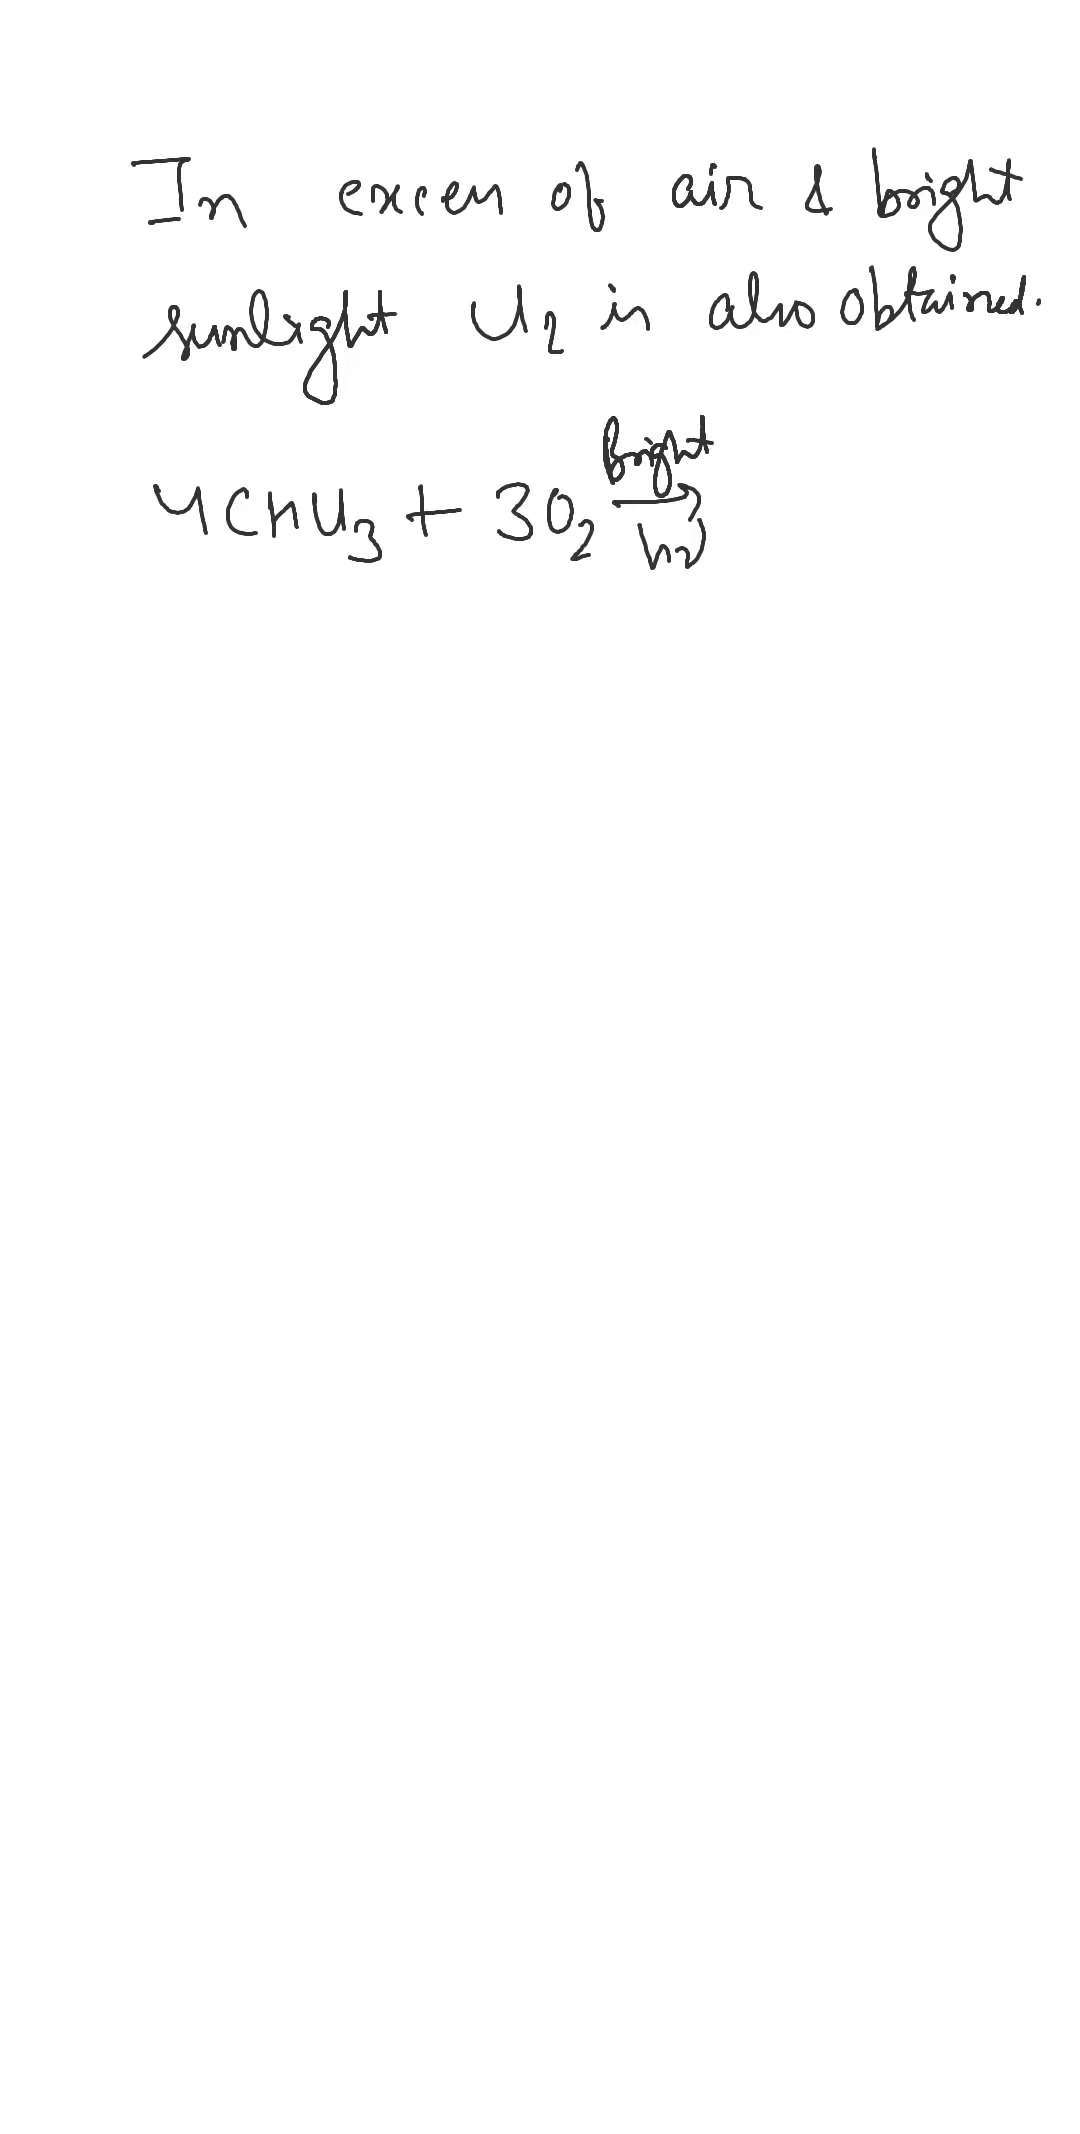 In excess of air & bright
sunlight Cl₂ is also obtained.
4CHCl₃ + 3O₂ Bright → hν